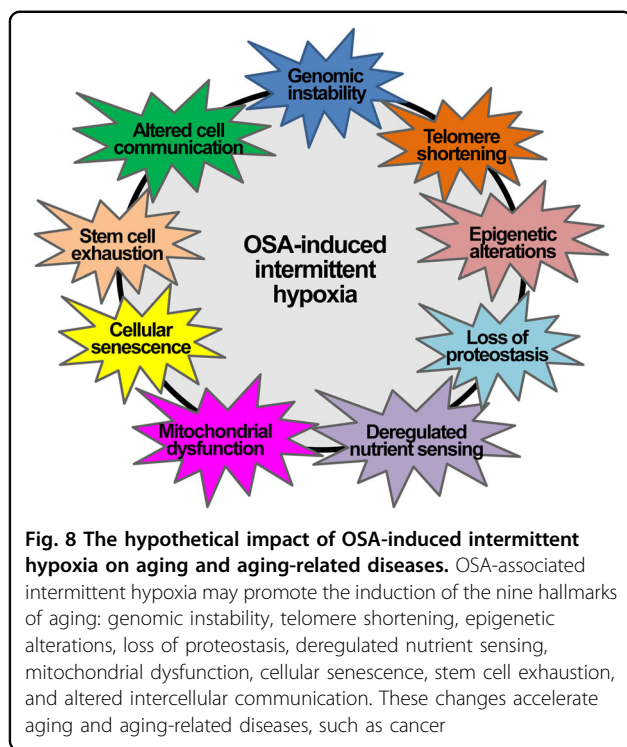 Genomic
instability
Telomere
shortening
Epigenetic
alterations
Loss of
proteostasis
Deregulated
nutrient sensing
Mitochondrial
dysfunction
Cellular
senescence
Stem cell
exhaustion
Altered cell
communication
OSA-induced
intermittent
hypoxia
Fig. 8 The hypothetical impact of OSA-induced intermittent
hypoxia on aging and aging-related diseases. OSA-associated
intermittent hypoxia may promote the induction of the nine hallmarks
of aging: genomic instability, telomere shortening, epigenetic
alterations, loss of proteostasis, deregulated nutrient sensing,
mitochondrial dysfunction, cellular senescence, stem cell exhaustion,
and altered intercellular communication. These changes accelerate
aging and aging-related diseases, such as cancer